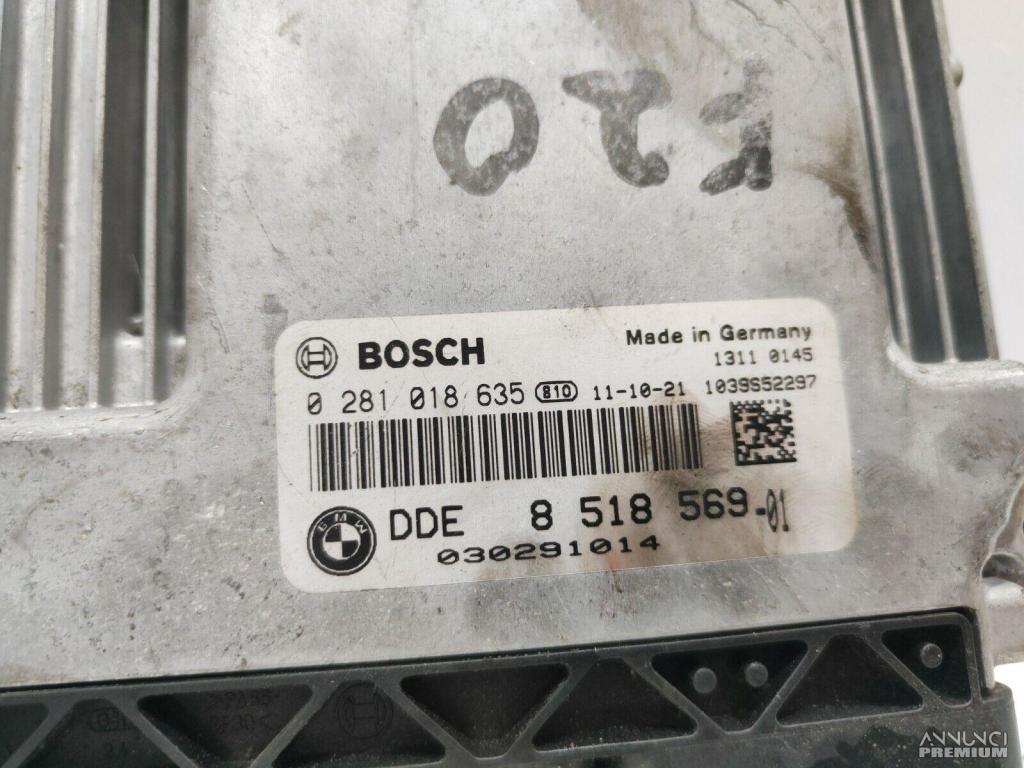 F20
BOSCH
Made in Germany
1311 0145
0 281 018 635 810 11-10-21 1039S52297
BMW
DDE 8 518 569-01
030291014
ANNUNCI
PREMIUM